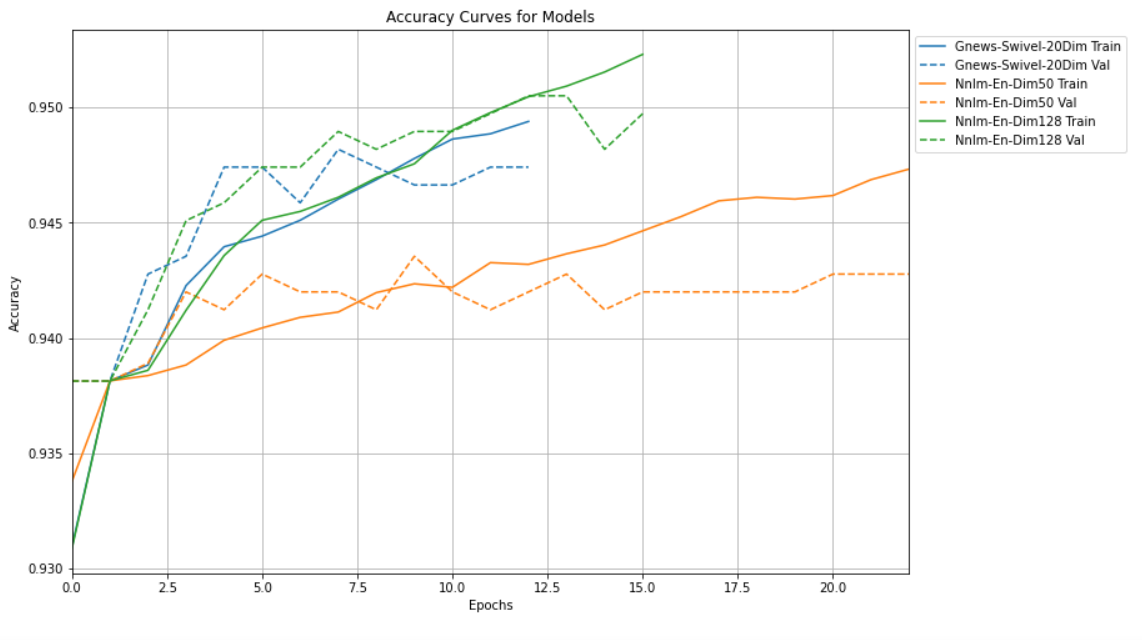 Accuracy Curves for Models
Gnews-Swivel-20Dim Train
Gnews-Swivel-20Dim Val
Nnlm-En-Dim50 Train
Nnlm-En-Dim50 Val
Nnlm-En-Dim128 Train
Nnlm-En-Dim128 Val
0.950
0.945
0.940
0.935
0.930
Accuracy
0.0 2.5 5.0 7.5 10.0 12.5 15.0 17.5 20.0
Epochs